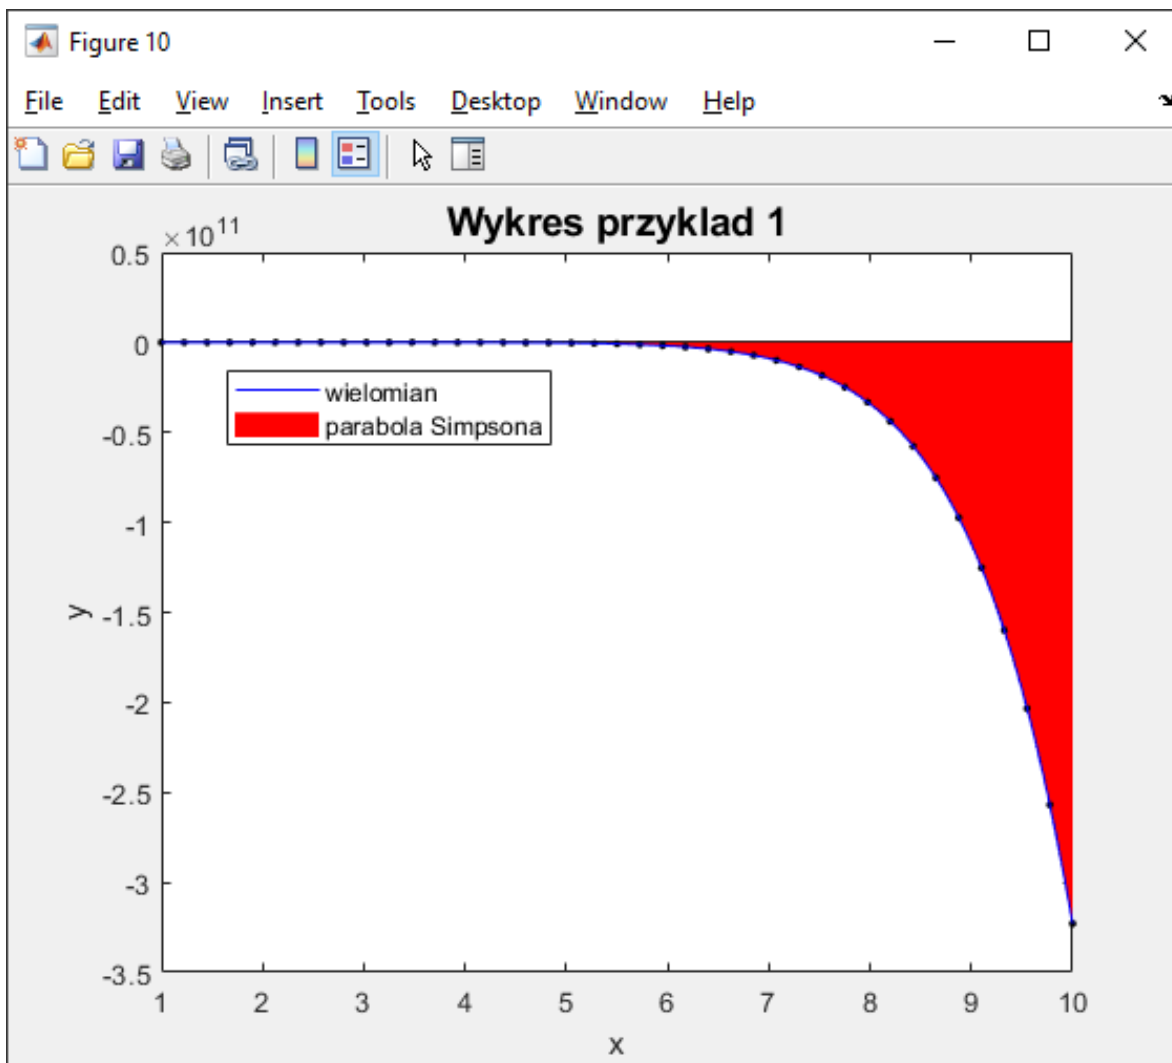 Figure 10
File Edit View Insert Tools Desktop Window Help
Wykres przyklad 1
×10^11
0.5
0
-0.5
-1
-1.5
-2
-2.5
-3
-3.5
y
wielomian
parabola Simpsona
1 2 3 4 5 6 7 8 9 10
x